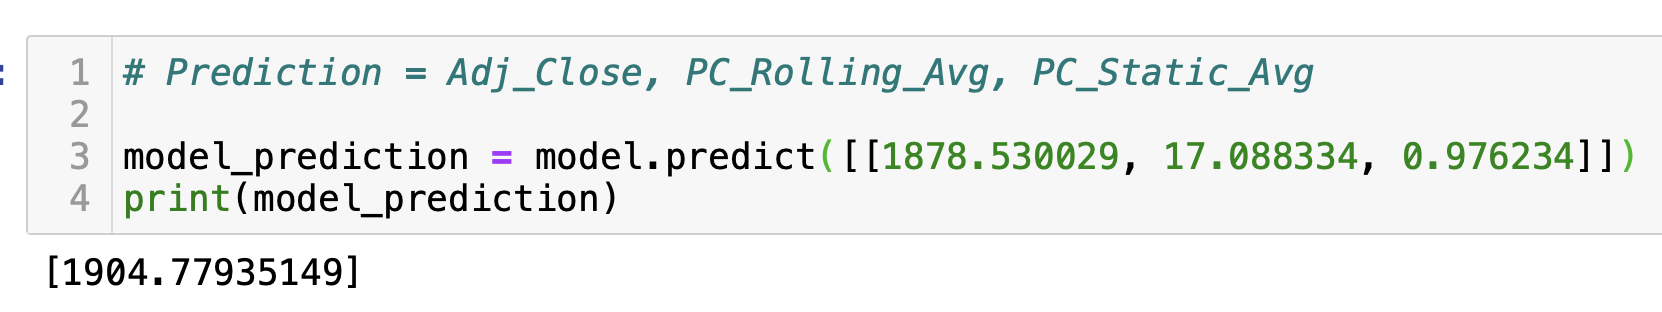 :
1 # Prediction = Adj_Close, PC_Rolling_Avg, PC_Static_Avg
2
3 model_prediction = model.predict([[1878.530029, 17.088334, 0.976234]])
4 print(model_prediction)
[1904.77935149]